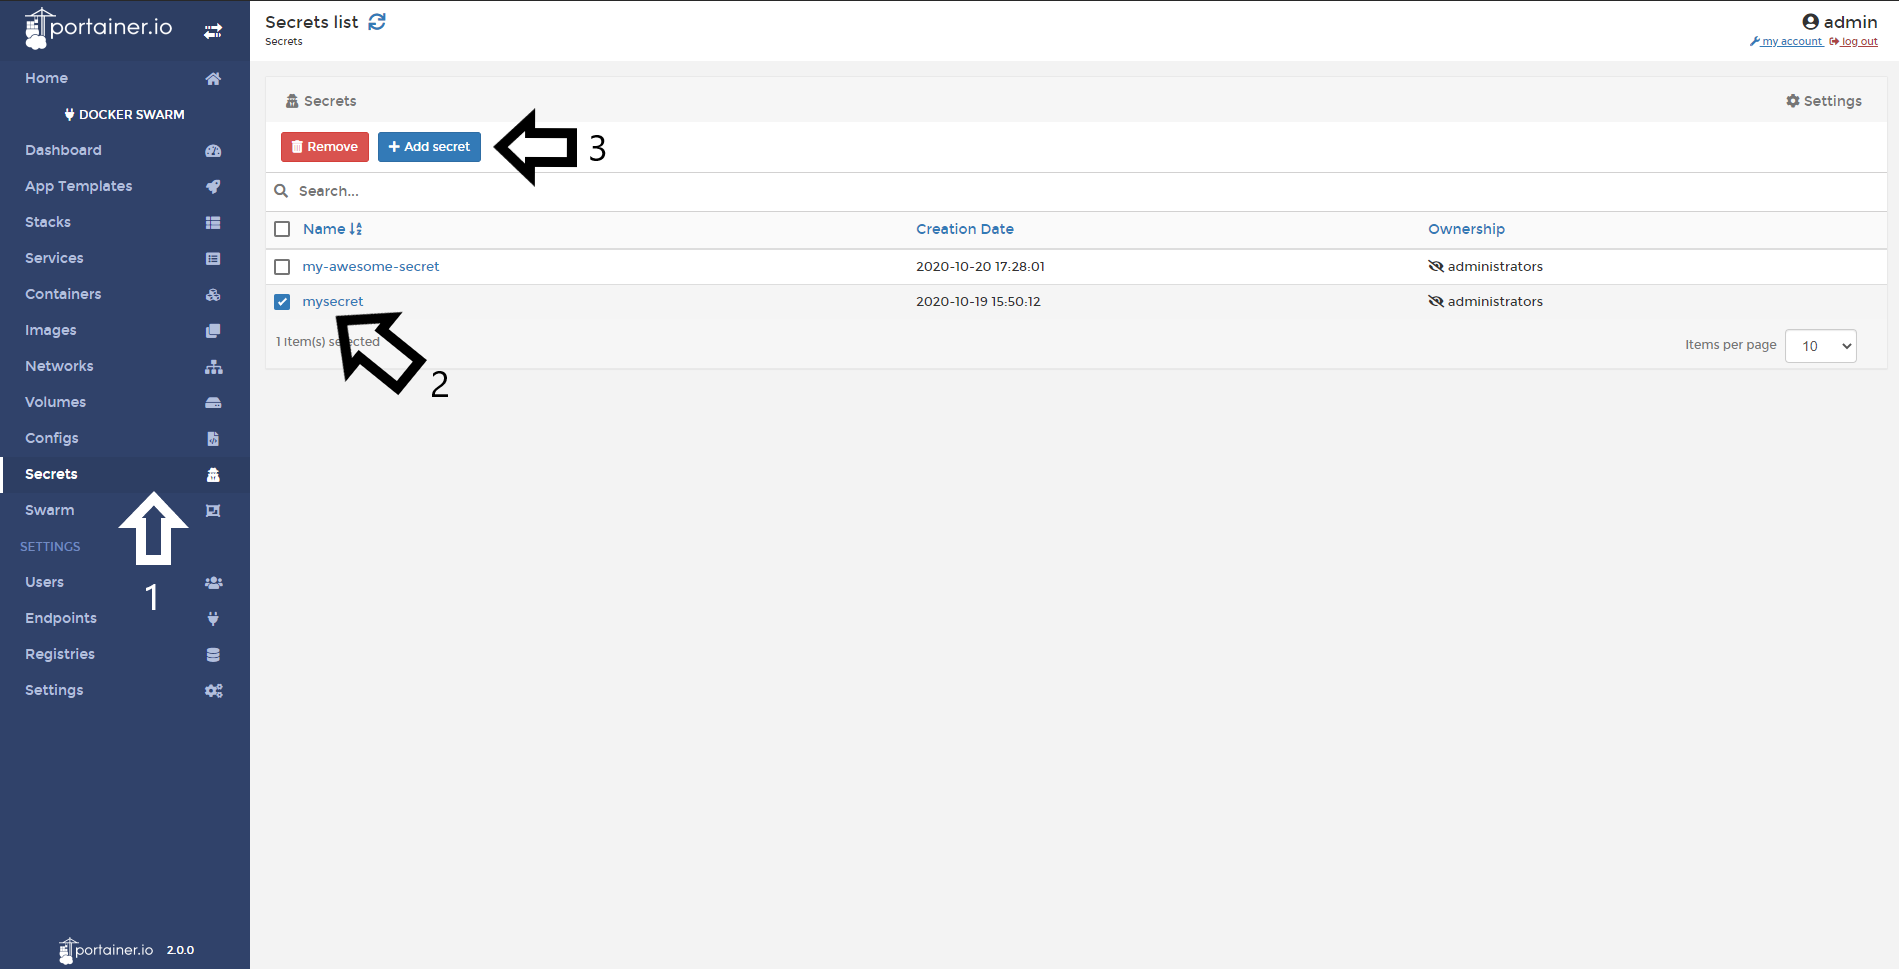 portainer.io
Home
DOCKER SWARM
Dashboard
App Templates
Stacks
Services
Containers
Images
Networks
Volumes
Configs
Secrets
Swarm
SETTINGS
Users
Endpoints
Registries
Settings
1
portainer.io 2.0.0
Secrets list
Secrets
admin
my account log out
Secrets
Settings
Remove
Add secret
3
Search...
Name Creation Date Ownership
my-awesome-secret 2020-10-20 17:28:01 administrators
mysecret 2020-10-19 15:50:12 administrators
1 item(s) selected
Items per page 10
2